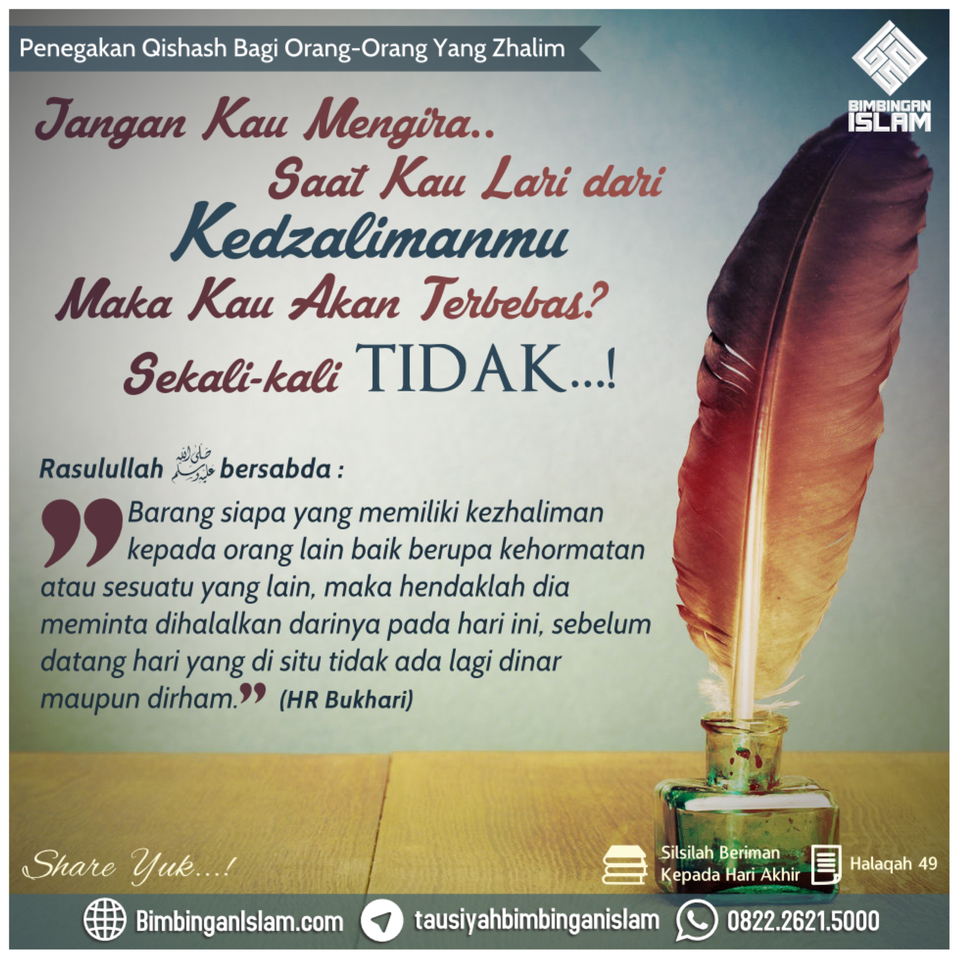 Penegakan Qishash Bagi Orang-Orang Yang Zhalim
BIMBINGAN
ISLAM
Jangan Kau Mengira..
Saat Kau Lari dari
Kedzalimanmu
Maka Kau Akan Terbebas?
Sekali-kali TIDAK...!
Rasulullah ﷺ bersabda :
❞Barang siapa yang memiliki kezhaliman
kepada orang lain baik berupa kehormatan
atau sesuatu yang lain, maka hendaklah dia
meminta dihalalkan darinya pada hari ini, sebelum
datang hari yang di situ tidak ada lagi dinar
maupun dirham.❞ (HR Bukhari)
Share Yuk...!
Silsilah Beriman
Kepada Hari Akhir
Halaqah 49
BimbinganIslam.com
tausiyahbimbinganislam
0822.2621.5000